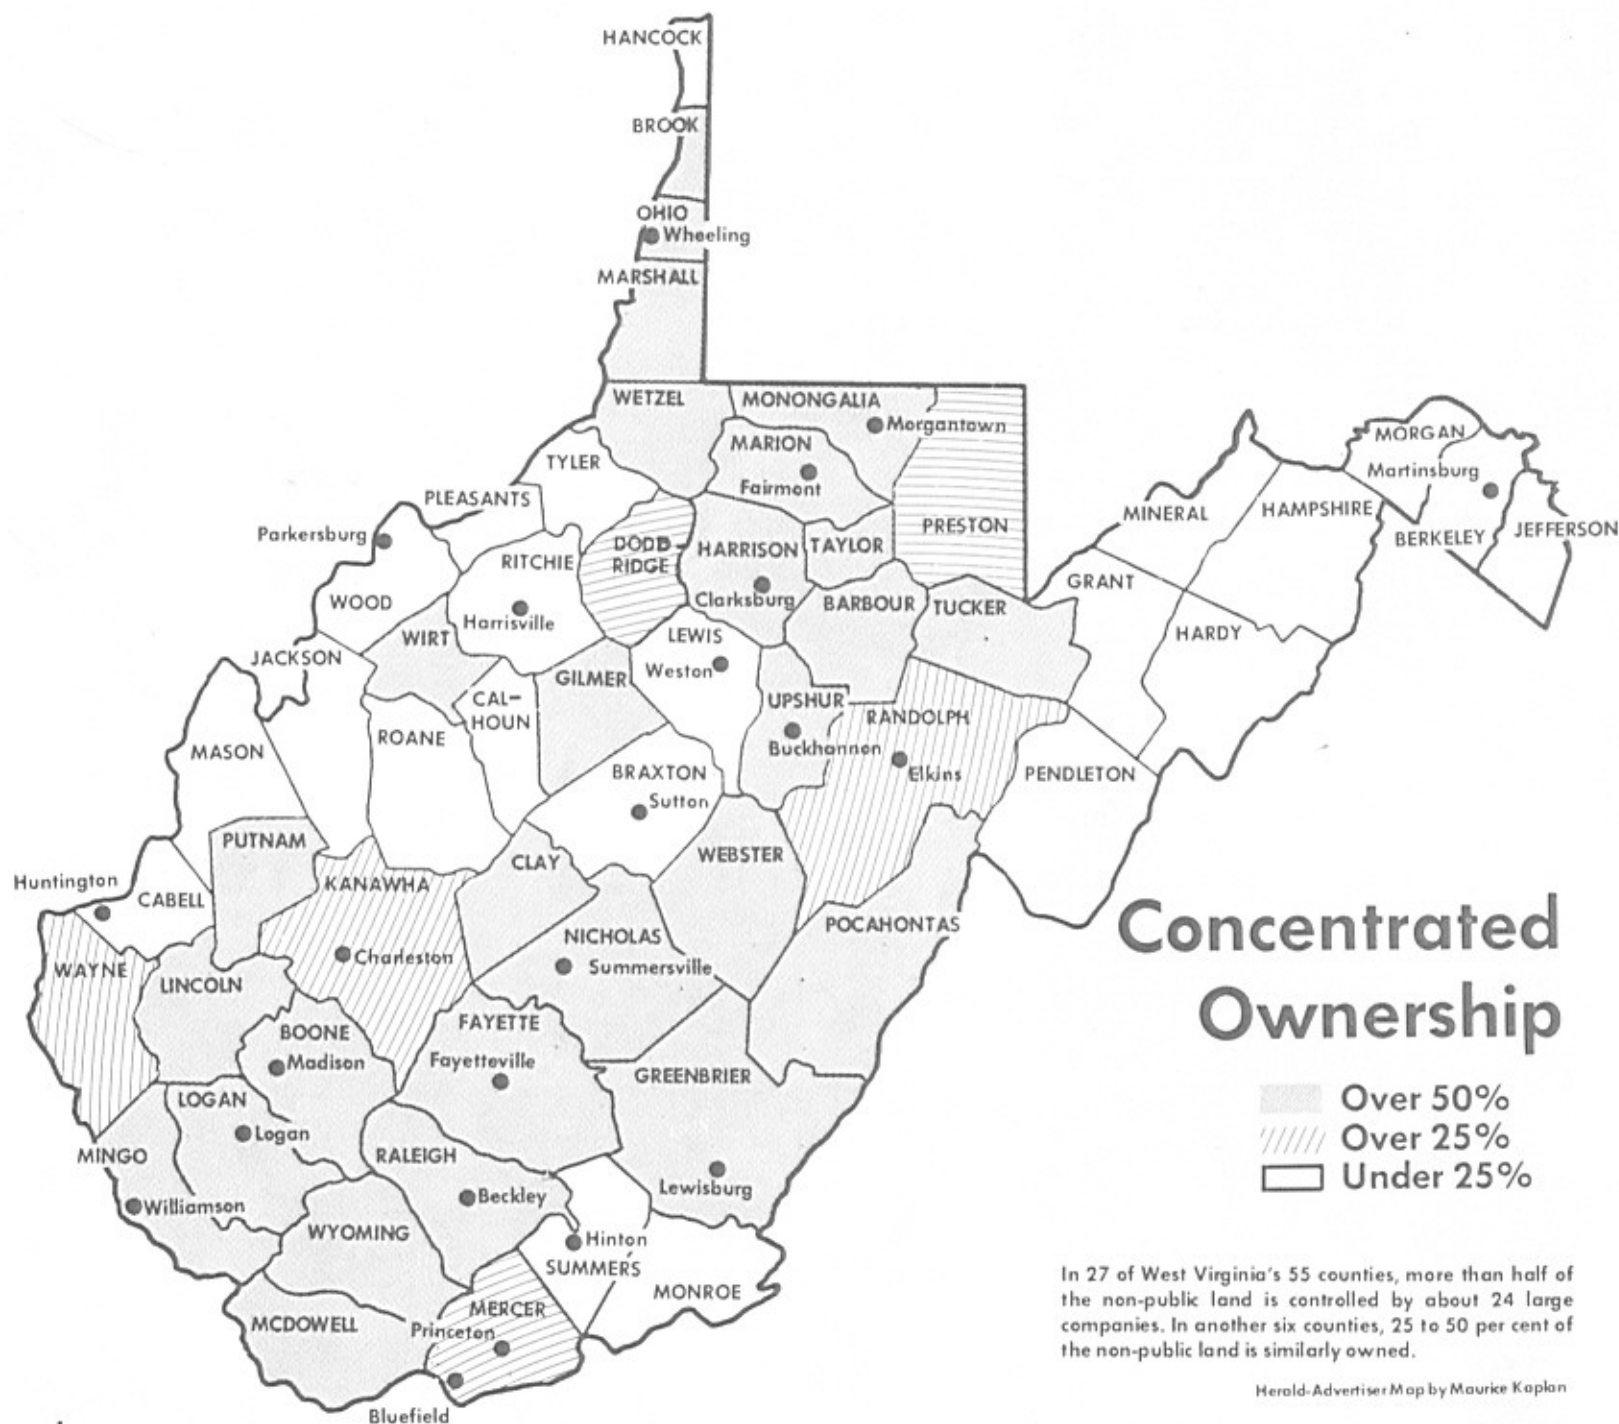 HANCOCK
BROOK
OHIO
Wheeling
MARSHALL
WETZEL
MONONGALIA
Morgantown
MARION
Fairmont
TYLER
PLEASANTS
Parkersburg
PRESTON
DODD
RIDGE
HARRISON
TAYLOR
Clarksburg
RITCHIE
Harrisville
WOOD
BARBOUR
TUCKER
WIRT
LEWIS
Weston
JACKSON
GILMER
CAL-
HOUN
UPSHUR
Buckhannon
RANDOLPH
Elkins
ROANE
MASON
BRAXTON
Sutton
MINERAL
HAMPSHIRE
MORGAN
Martinsburg
BERKELEY
JEFFERSON
GRANT
HARDY
PENDLETON
PUTNAM
KANAWHA
Charleston
CLAY
WEBSTER
Huntington
CABELL
WAYNE
LINCOLN
NICHOLAS
Summersville
POCAHONTAS
BOONE
Madison
FAYETTE
Fayetteville
GREENBRIER
Lewisburg
LOGAN
Logan
MINGO
Williamson
RALEIGH
Beckley
WYOMING
Hinton
SUMMERS
MONROE
MCDOWELL
MERCER
Princeton
Bluefield
Concentrated
Ownership
Over 50%
Over 25%
Under 25%
In 27 of West Virginia's 55 counties, more than half of
the non-public land is controlled by about 24 large
companies. In another six counties, 25 to 50 per cent of
the non-public land is similarly owned.
Herald-Advertiser Map by Maurice Kaplan